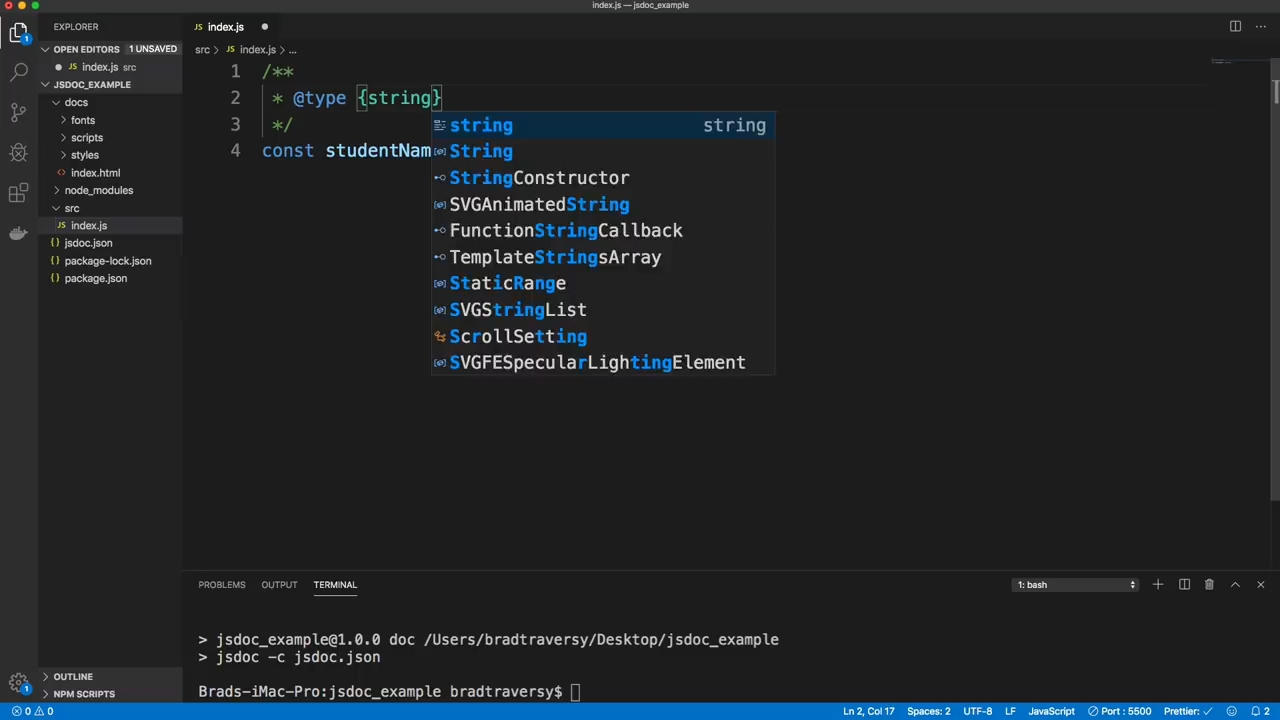 index.js — jsdoc_example
EXPLORER
OPEN EDITORS 1 UNSAVED
index.js src
JSDOC_EXAMPLE
docs
fonts
scripts
styles
index.html
node_modules
src
index.js
jsdoc.json
package-lock.json
package.json
OUTLINE
NPM SCRIPTS
JS index.js
src > JS index.js > ...
1 /**
2 * @type {string}
3 */
4 const studentNam
string string
String
StringConstructor
SVGAnimatedString
FunctionStringCallback
TemplateStringsArray
StaticRange
SVGStringList
ScrollSetting
SVGFESpecularLightingElement
PROBLEMS OUTPUT TERMINAL 1: bash
> jsdoc_example@1.0.0 doc /Users/bradtraversy/Desktop/jsdoc_example
> jsdoc -c jsdoc.json
Brads-iMac-Pro:jsdoc_example bradtraversy$
0 0 Ln 2, Col 17 Spaces: 2 UTF-8 LF JavaScript Port : 5500 Prettier: ✓ 2